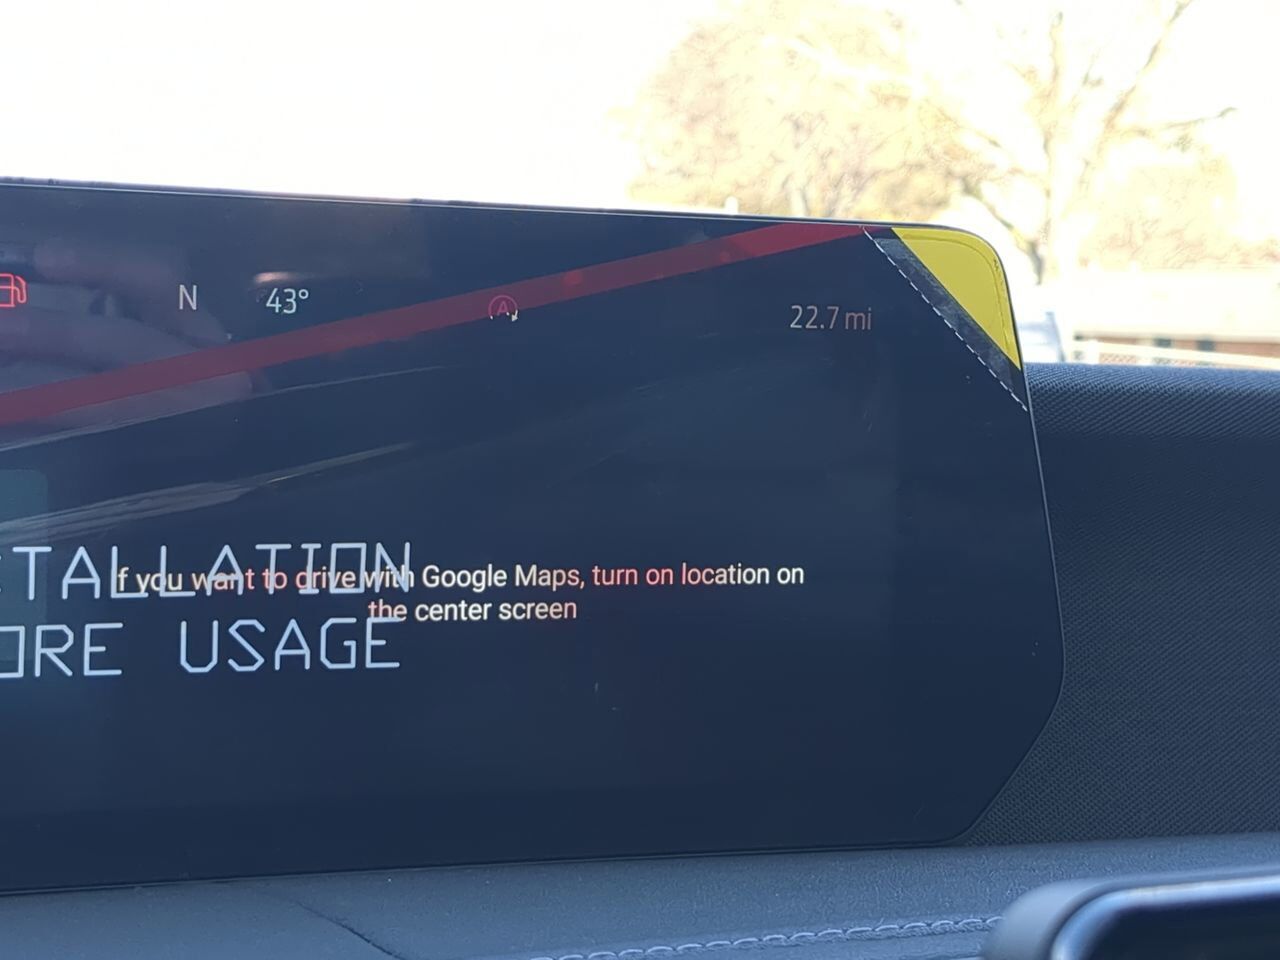 N 43° A 22.7 mi
TALLATION
If you want to drive with Google Maps, turn on location on
the center screen
ORE USAGE